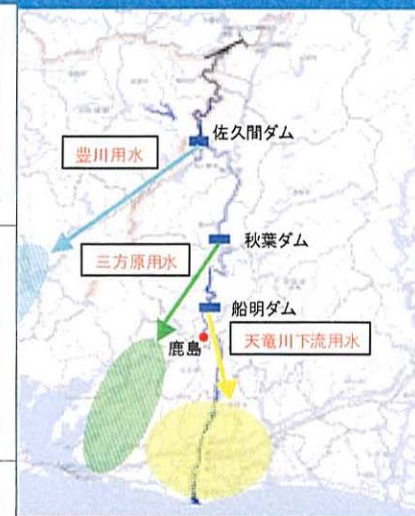 佐久間ダム
豊川用水
秋葉ダム
三方原用水
船明ダム
鹿島
天竜川下流用水